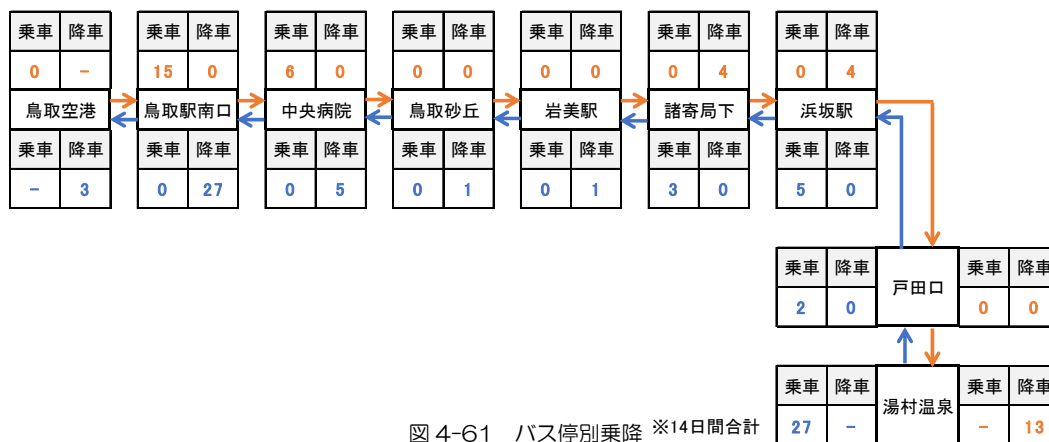 乗車 降車 乗車 降車 乗車 降車 乗車 降車 乗車 降車 乗車 降車 乗車 降車
0 － 15 0 6 0 0 0 0 0 0 4 0 4
鳥取空港 鳥取駅南口 中央病院 鳥取砂丘 岩美駅 諸寄局下 浜坂駅
乗車 降車 乗車 降車 乗車 降車 乗車 降車 乗車 降車 乗車 降車 乗車 降車
－ 3 0 27 0 5 0 1 0 1 3 0 5 0
乗車 降車 戸田口 乗車 降車
2 0 0 0
乗車 降車 湯村温泉 乗車 降車
27 － － 13
図 4-61 バス停別乗降 ※14日間合計